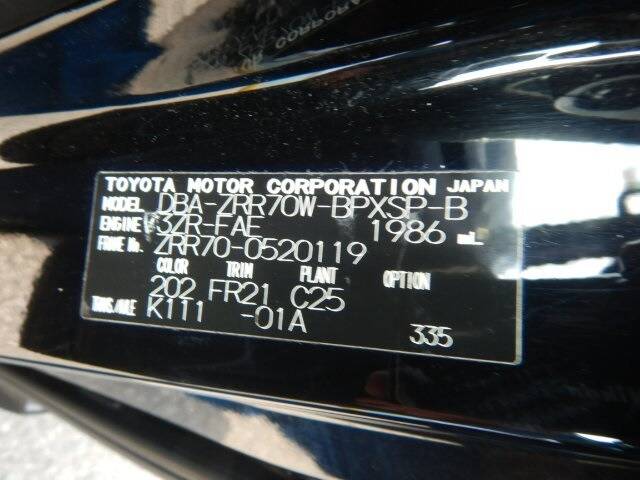 TOYOTA MOTOR CORPORATION JAPAN
MODEL DBA-ZRR70W-BPXSP-B
ENGINE 3ZR-FAE 1986 mL
FRAME No. ZRR70-0520119
COLOR TRIM PLANT OPTION
202 FR21 C25
TRANS./AXLE K111 -01A
335